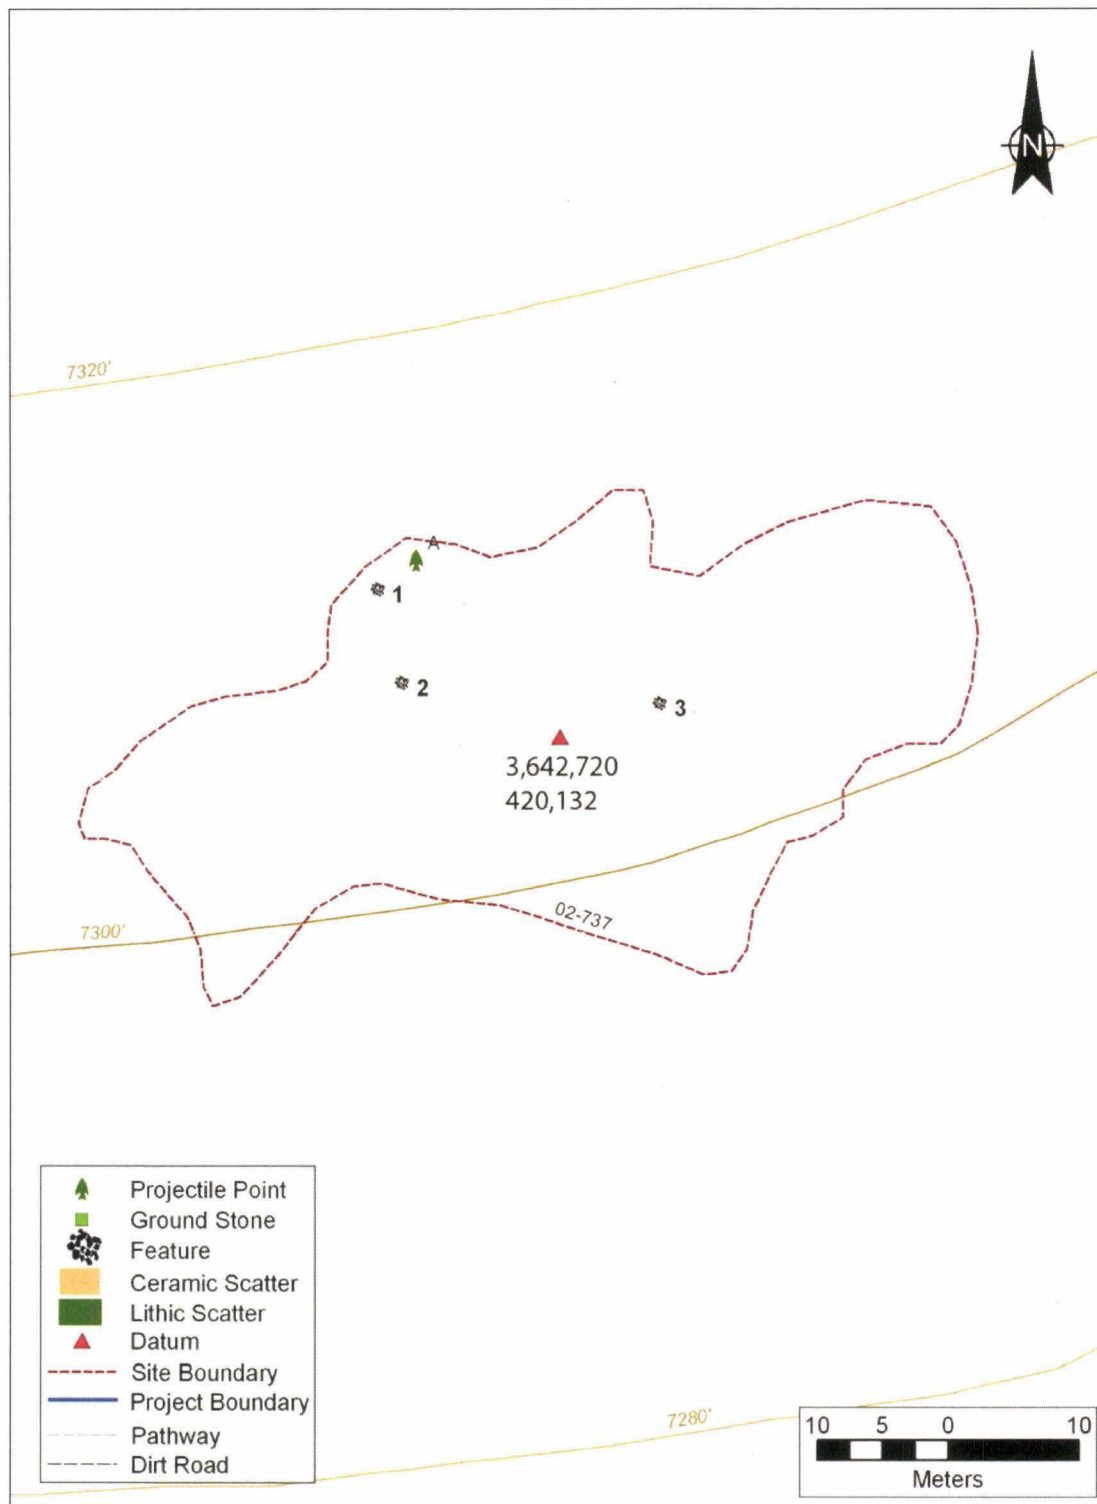 N
7320'
A
1
2
3
3,642,720
420,132
7300'
02-737
Projectile Point
Ground Stone
Feature
Ceramic Scatter
Lithic Scatter
Datum
Site Boundary
Project Boundary
Pathway
Dirt Road
7280'
10 5 0 10
Meters